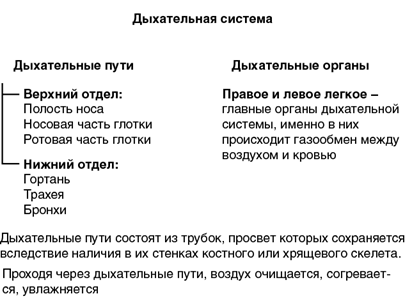 Дыхательная система
Дыхательные пути
Верхний отдел:
Полость носа
Носовая часть глотки
Ротовая часть глотки
Нижний отдел:
Гортань
Трахея
Бронхи
Дыхательные органы
Правое и левое легкое –
главные органы дыхательной
системы, именно в них
происходит газообмен между
воздухом и кровью
Дыхательные пути состоят из трубок, просвет которых сохраняется
вследствие наличия в их стенках костного или хрящевого скелета.
Проходя через дыхательные пути, воздух очищается, согревает-
ся, увлажняется